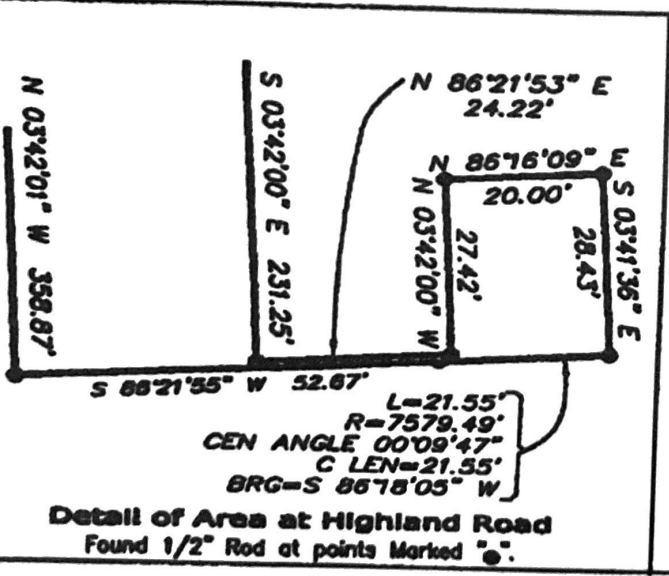 N 03°42'01" W 358.87'
S 03°42'00" E 231.25'
N 86°21'53" E
24.22'
N 86°16'09" E
20.00'
N 03°42'00" W
27.42'
28.43'
S 03°41'36" E
S 86°21'55" W 52.67'
L=21.55'
R=7579.49'
CEN ANGLE 00°09'47"
C LEN=21.55'
BRG=S 86°18'05" W
Detail of Area at Highland Road
Found 1/2" Rod at points Marked "●".